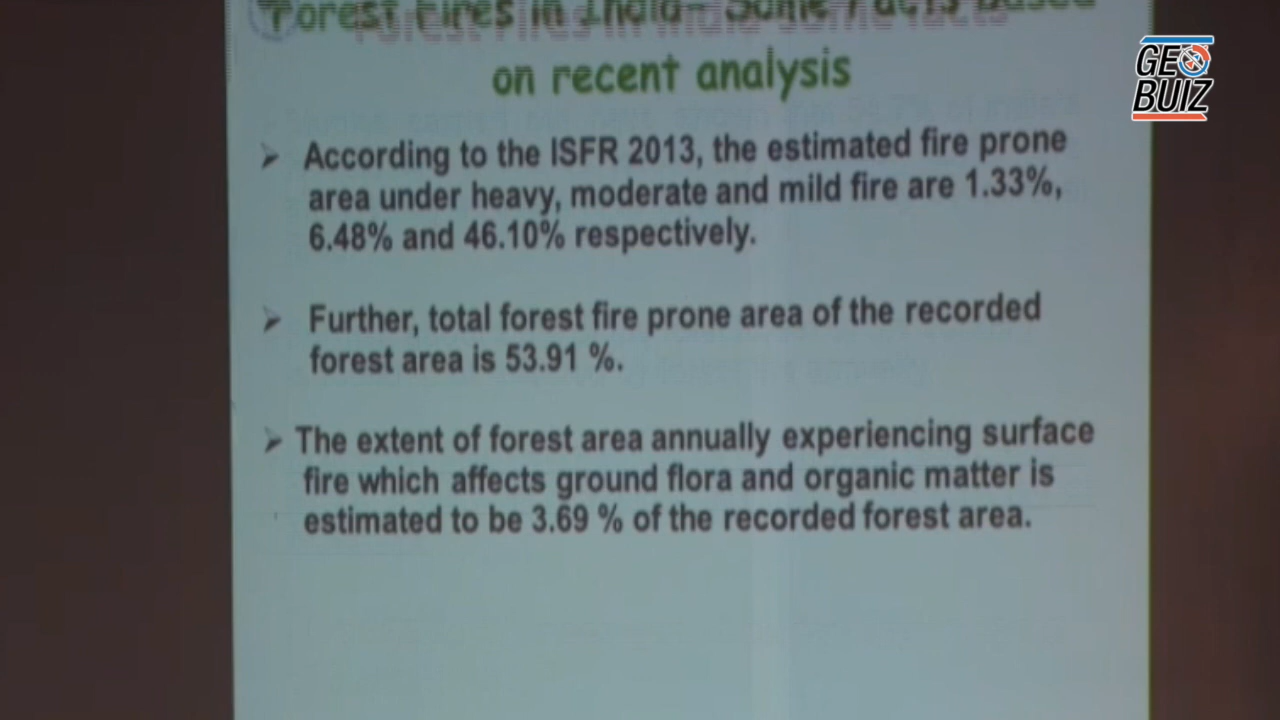 Forest Fires in India- Some Facts based
on recent analysis
GEO
BUIZ
➢ According to the ISFR 2013, the estimated fire prone
area under heavy, moderate and mild fire are 1.33%,
6.48% and 46.10% respectively.
➢ Further, total forest fire prone area of the recorded
forest area is 53.91 %.
➢ The extent of forest area annually experiencing surface
fire which affects ground flora and organic matter is
estimated to be 3.69 % of the recorded forest area.